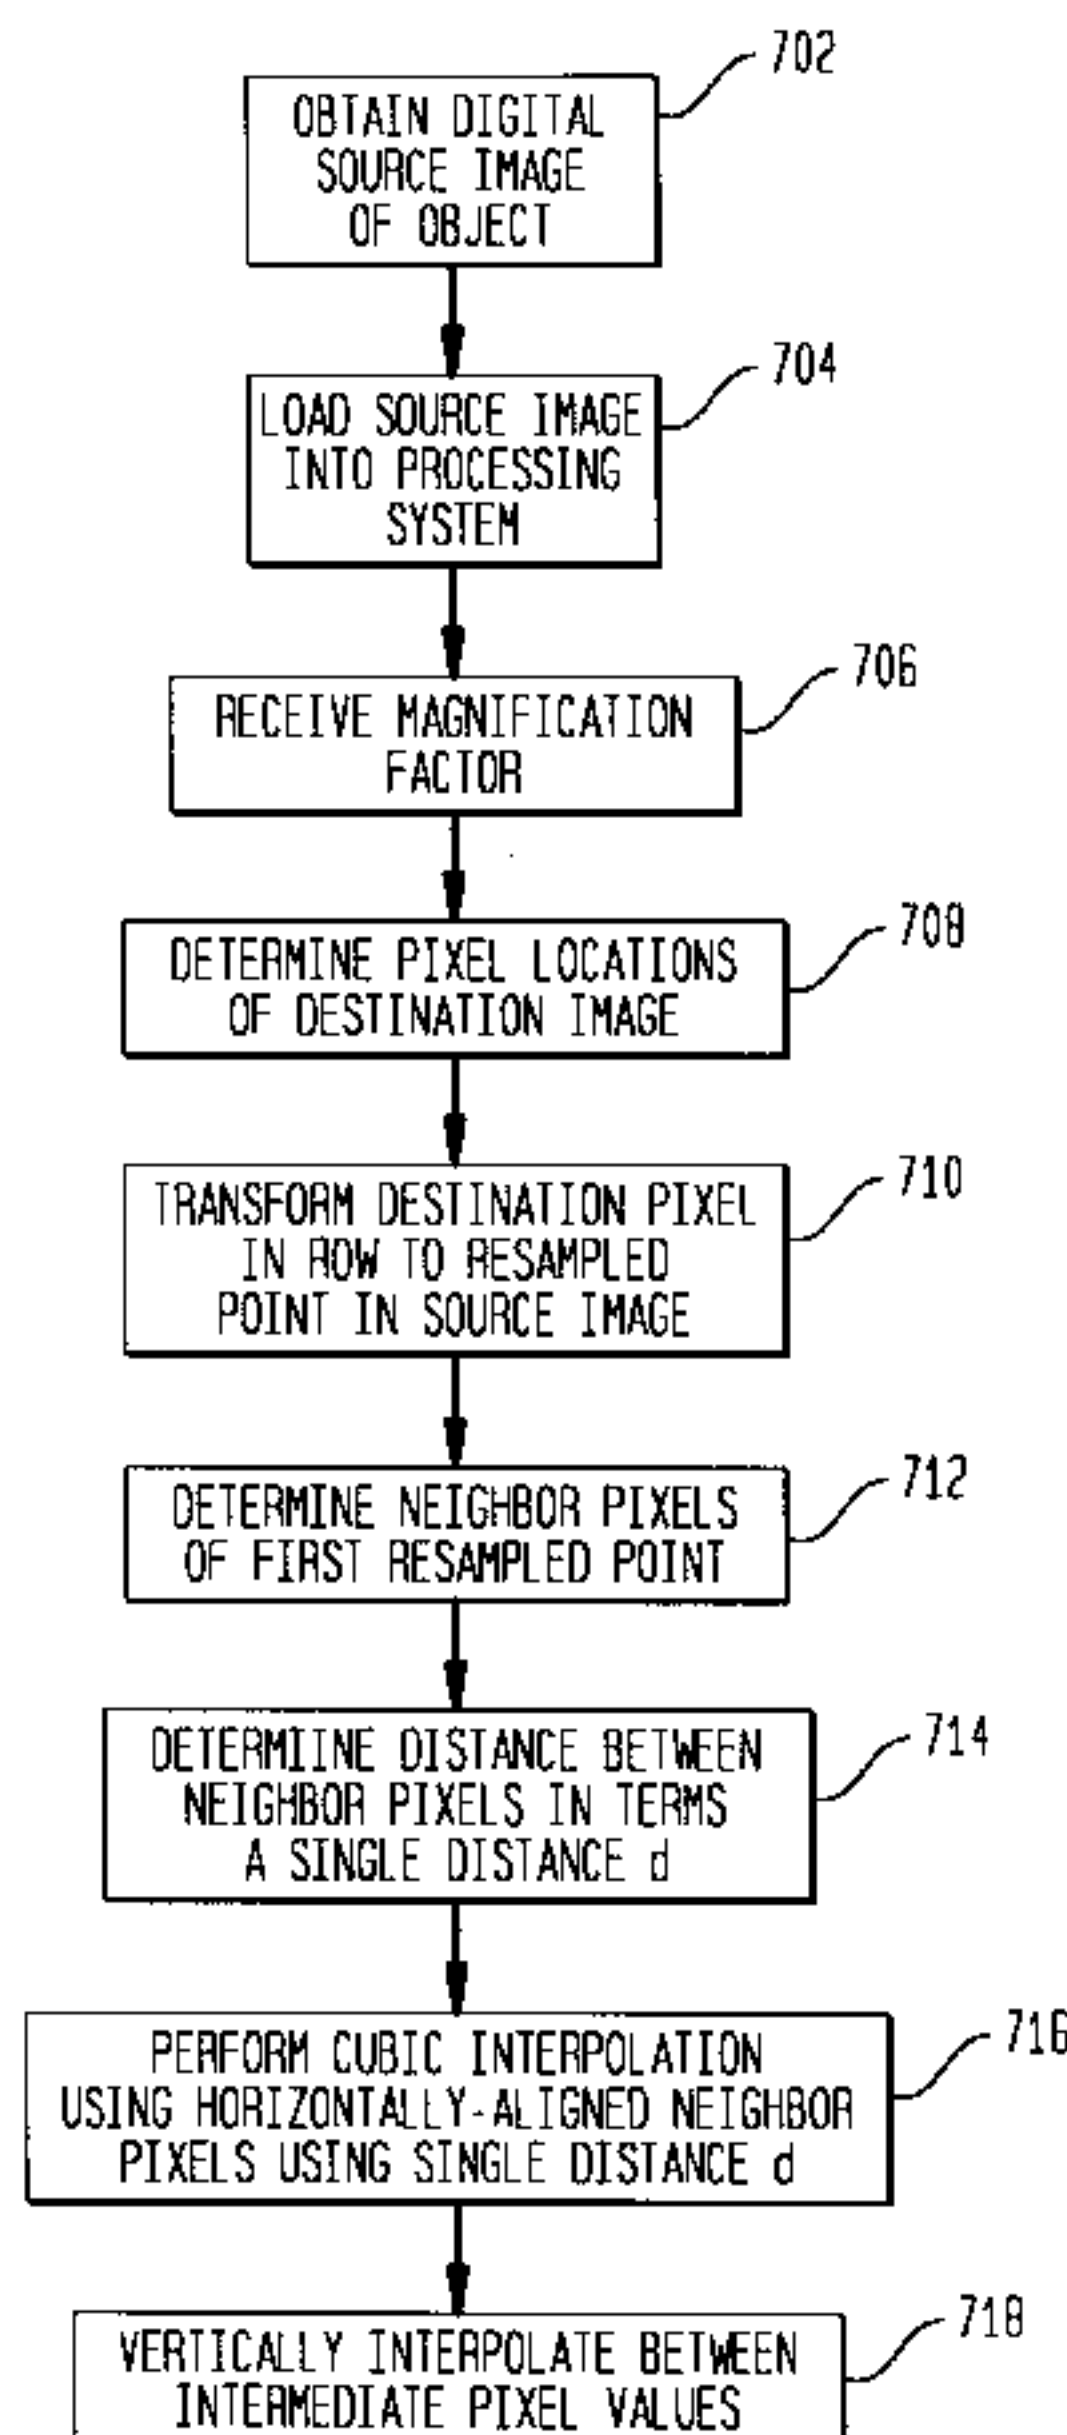 702
OBTAIN DIGITAL
SOURCE IMAGE
OF OBJECT
704
LOAD SOURCE IMAGE
INTO PROCESSING
SYSTEM
706
RECEIVE MAGNIFICATION
FACTOR
708
DETERMINE PIXEL LOCATIONS
OF DESTINATION IMAGE
710
TRANSFORM DESTINATION PIXEL
IN ROW TO RESAMPLED
POINT IN SOURCE IMAGE
712
DETERMINE NEIGHBOR PIXELS
OF FIRST RESAMPLED POINT
714
DETERMIINE DISTANCE BETWEEN
NEIGHBOR PIXELS IN TERMS
A SINGLE DISTANCE d
716
PERFORM CUBIC INTERPOLATION
USING HORIZONTALLY-ALIGNED NEIGHBOR
PIXELS USING SINGLE DISTANCE d
718
VERTICALLY INTERPOLATE BETWEEN
INTERMEDIATE PIXEL VALUES